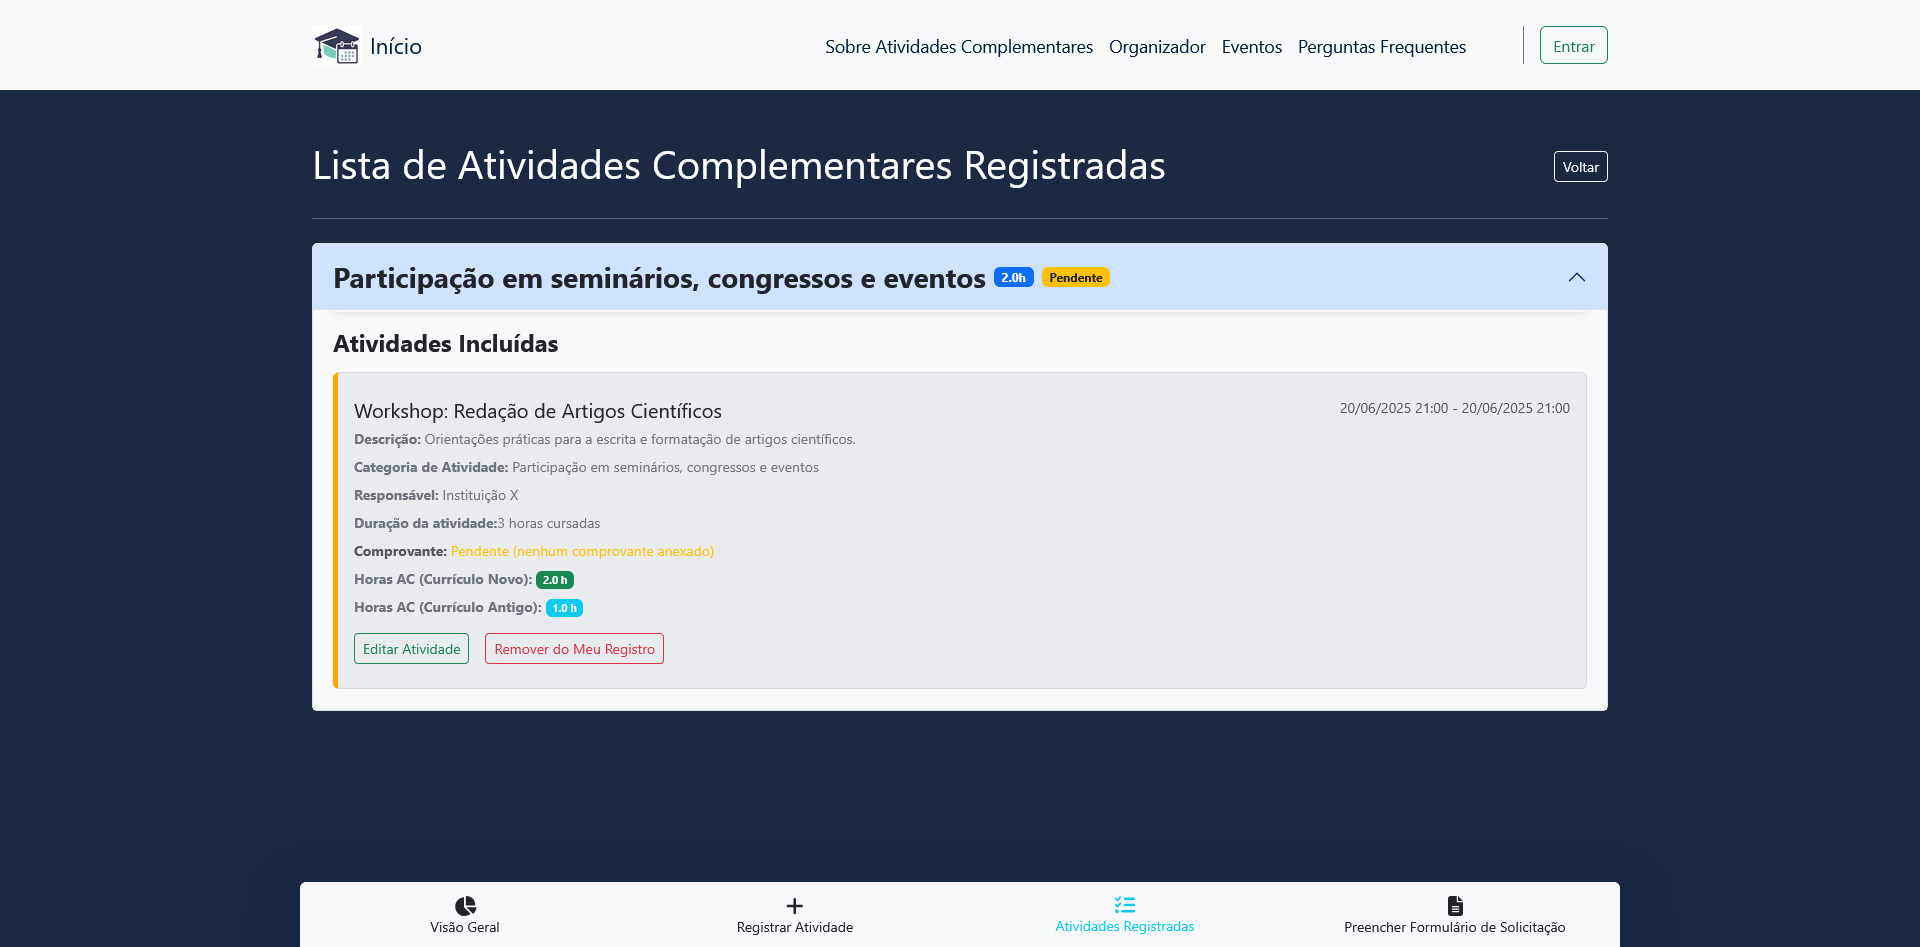 Início
Sobre Atividades Complementares Organizador Eventos Perguntas Frequentes Entrar
Lista de Atividades Complementares Registradas Voltar
Participação em seminários, congressos e eventos 2.0h Pendente
Atividades Incluídas
Workshop: Redação de Artigos Científicos 20/06/2025 21:00 - 20/06/2025 21:00
Descrição: Orientações práticas para a escrita e formatação de artigos científicos.
Categoria de Atividade: Participação em seminários, congressos e eventos
Responsável: Instituição X
Duração da atividade:3 horas cursadas
Comprovante: Pendente (nenhum comprovante anexado)
Horas AC (Currículo Novo): 2.0 h
Horas AC (Currículo Antigo): 1.0 h
Editar Atividade Remover do Meu Registro
Visão Geral Registrar Atividade Atividades Registradas Preencher Formulário de Solicitação